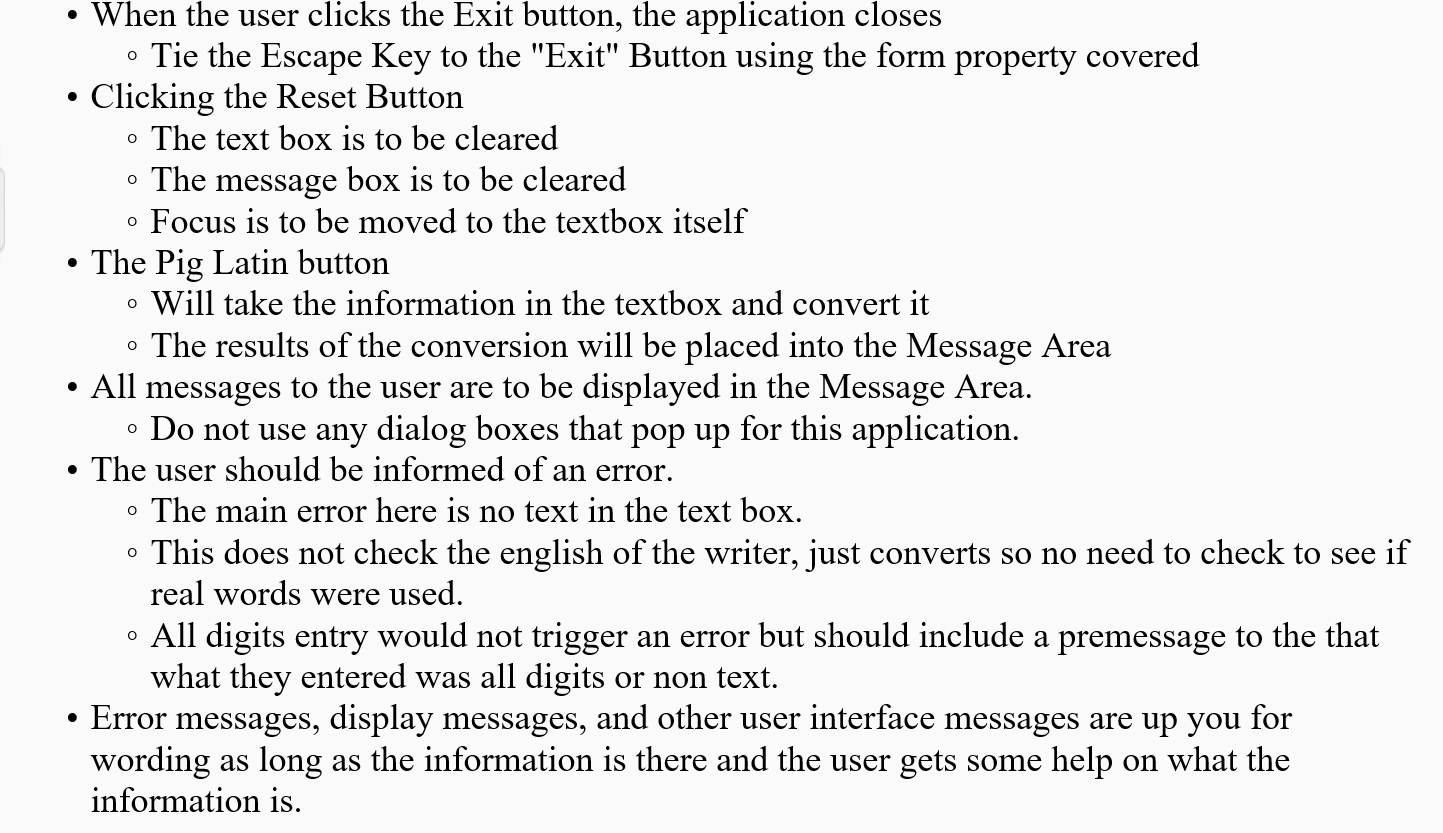 • When the user clicks the Exit button, the application closes
◦ Tie the Escape Key to the "Exit" Button using the form property covered
• Clicking the Reset Button
◦ The text box is to be cleared
◦ The message box is to be cleared
◦ Focus is to be moved to the textbox itself
• The Pig Latin button
◦ Will take the information in the textbox and convert it
◦ The results of the conversion will be placed into the Message Area
• All messages to the user are to be displayed in the Message Area.
◦ Do not use any dialog boxes that pop up for this application.
• The user should be informed of an error.
◦ The main error here is no text in the text box.
◦ This does not check the english of the writer, just converts so no need to check to see if
real words were used.
◦ All digits entry would not trigger an error but should include a premessage to the that
what they entered was all digits or non text.
• Error messages, display messages, and other user interface messages are up you for
wording as long as the information is there and the user gets some help on what the
information is.